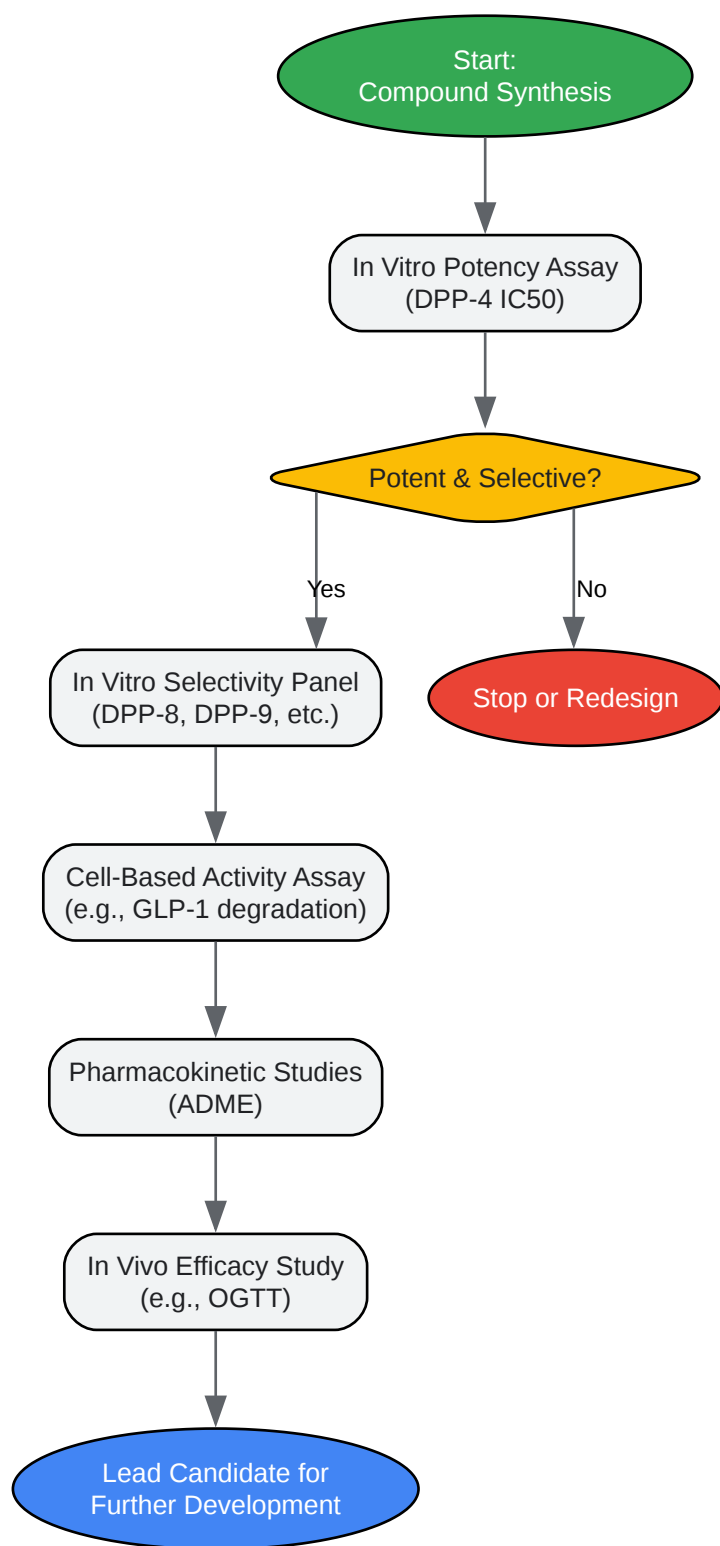 Start:
Compound Synthesis
In Vitro Potency Assay
(DPP-4 IC50)
Potent & Selective?
Yes
No
In Vitro Selectivity Panel
(DPP-8, DPP-9, etc.)
Stop or Redesign
Cell-Based Activity Assay
(e.g., GLP-1 degradation)
Pharmacokinetic Studies
(ADME)
In Vivo Efficacy Study
(e.g., OGTT)
Lead Candidate for
Further Development